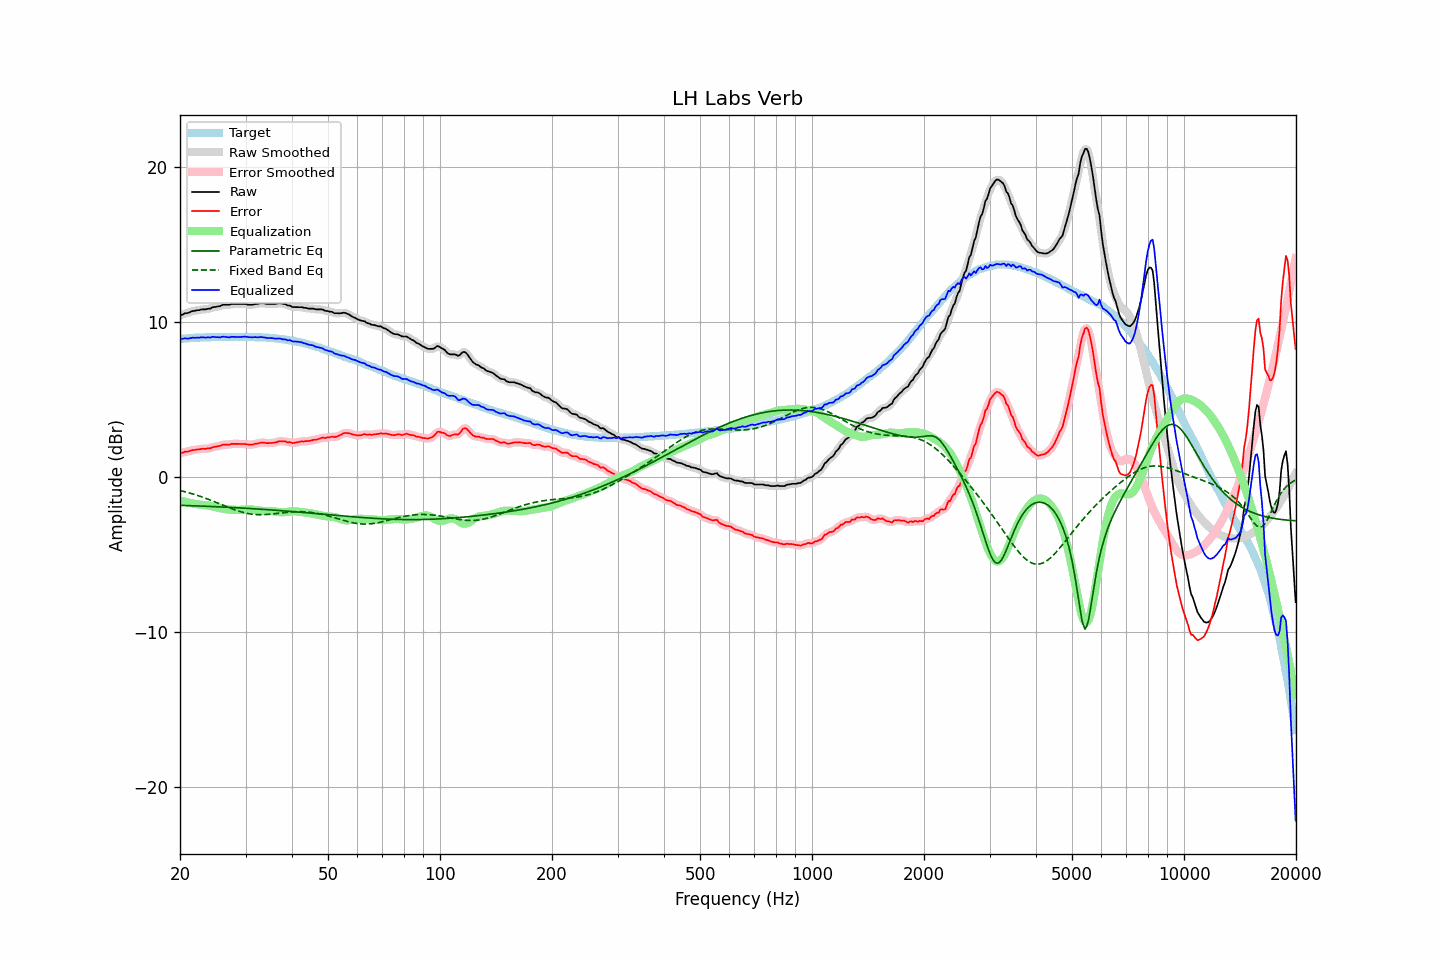 LH Labs Verb
Target
Raw Smoothed
Error Smoothed
Raw
Error
Equalization
Parametric Eq
Fixed Band Eq
Equalized
20
10
0
−10
−20
Amplitude (dBr)
20
50
100
200
500
1000
2000
5000
10000
20000
Frequency (Hz)